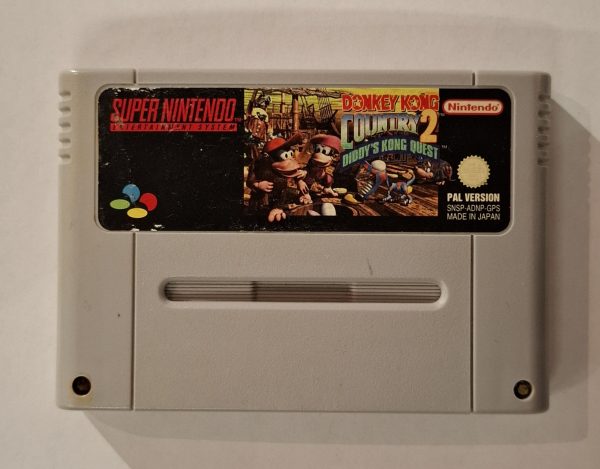 SUPER NINTENDO
ENTERTAINMENT SYSTEM
DONKEY KONG
COUNTRY 2
DIDDY'S KONG QUEST
TM
Nintendo
PAL VERSION
SNSP-ADNP-GPS
MADE IN JAPAN